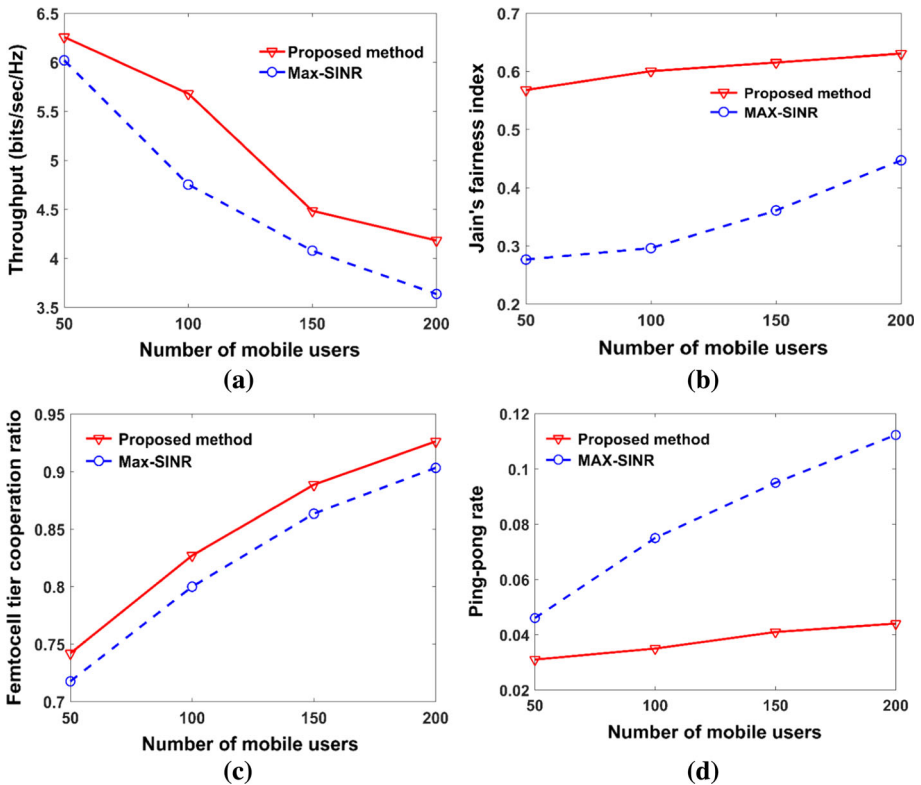 6.5
6
5.5
5
4.5
4
3.5
Throughput (bits/sec/Hz)
Proposed method
Max-SINR
50
100
150
200
Number of mobile users
(a)
0.7
0.6
0.5
0.4
0.3
0.2
Jain's fairness index
Proposed method
MAX-SINR
50
100
150
200
Number of mobile users
(b)
0.95
0.9
0.85
0.8
0.75
0.7
Femtocell tier cooperation ratio
Proposed method
Max-SINR
50
100
150
200
Number of mobile users
(c)
0.12
0.1
0.08
0.06
0.04
0.02
Ping-pong rate
Proposed method
MAX-SINR
50
100
150
200
Number of mobile users
(d)